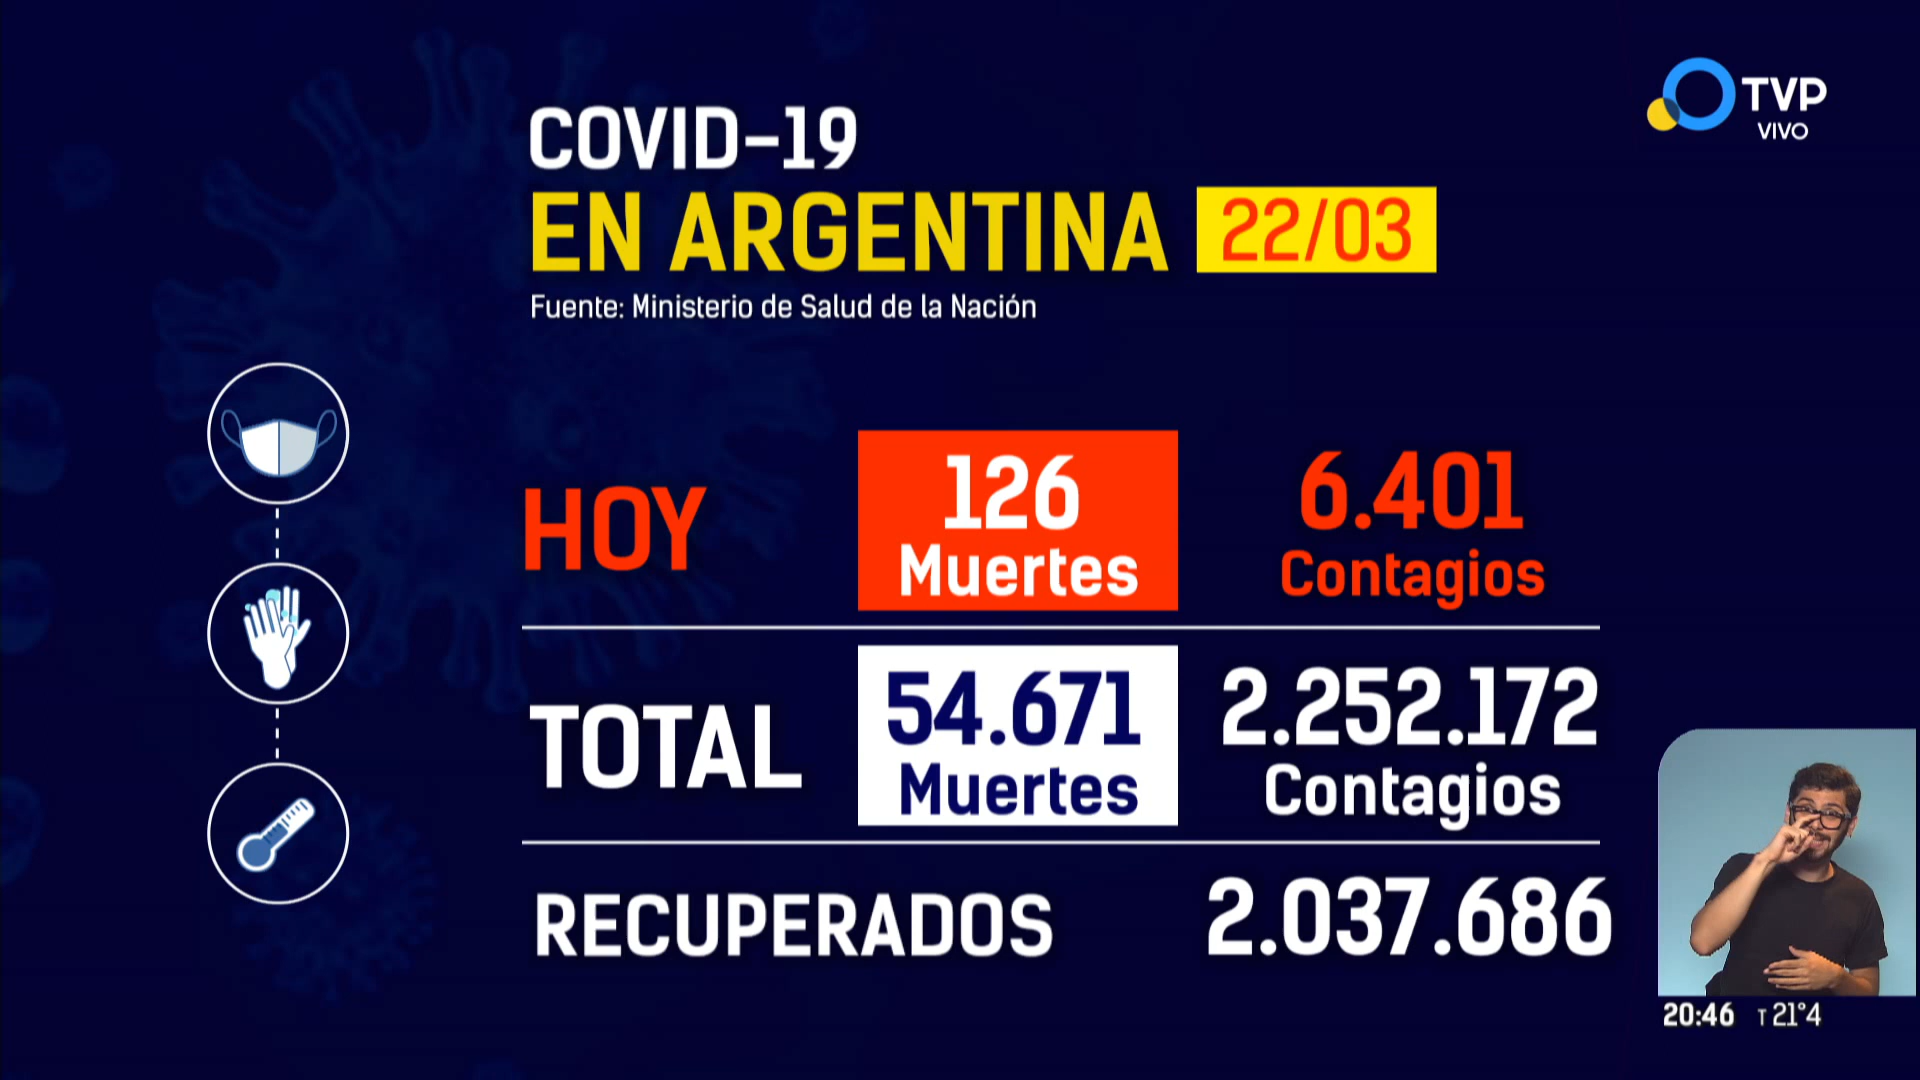 COVID-19
EN ARGENTINA 22/03
Fuente: Ministerio de Salud de la Nación
TVP
VIVO
HOY
126
Muertes
6.401
Contagios
TOTAL
54.671
Muertes
2.252.172
Contagios
RECUPERADOS 2.037.686
20:46 T 21°4